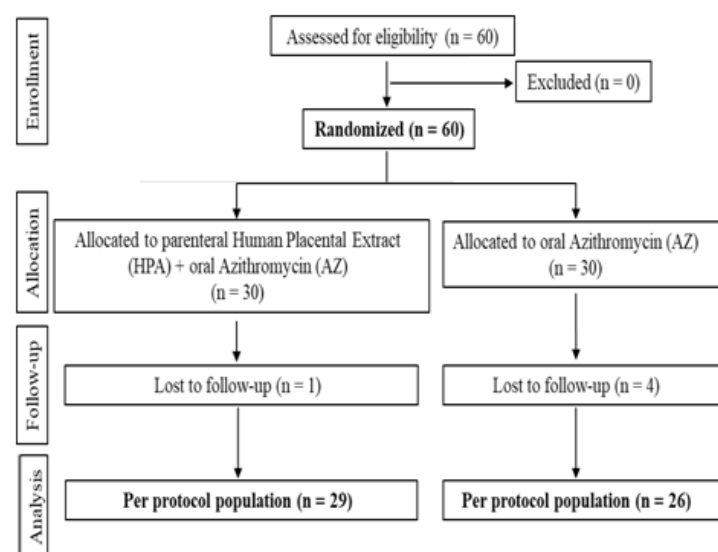 Enrollment
Assessed for eligibility (n = 60)
Excluded (n = 0)
Randomized (n = 60)
Allocation
Allocated to parenteral Human Placental Extract
(HPA) + oral Azithromycin (AZ)
(n = 30)
Allocated to oral Azithromycin (AZ)
(n = 30)
Follow-up
Lost to follow-up (n = 1)
Lost to follow-up (n = 4)
Analysis
Per protocol population (n = 29)
Per protocol population (n = 26)